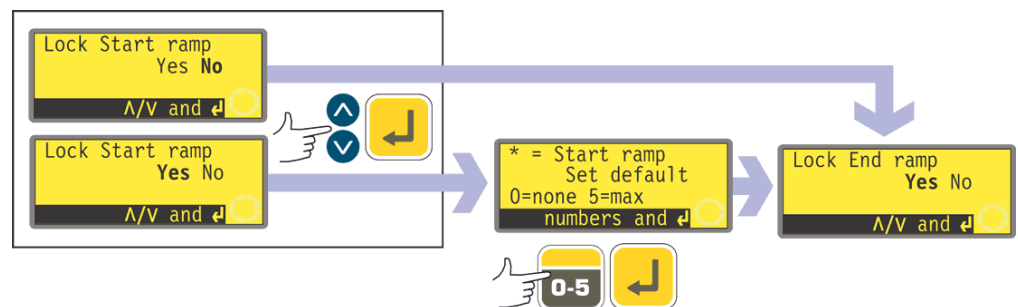 Lock Start ramp
Yes No
∧/∨ and ↲
Lock Start ramp
Yes No
∧/∨ and ↲
* = Start ramp
Set default
0=none 5=max
numbers and ↲
0-5
Lock End ramp
Yes No
∧/∨ and ↲